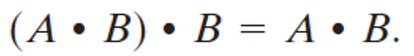 (A • B) • B = A • B.